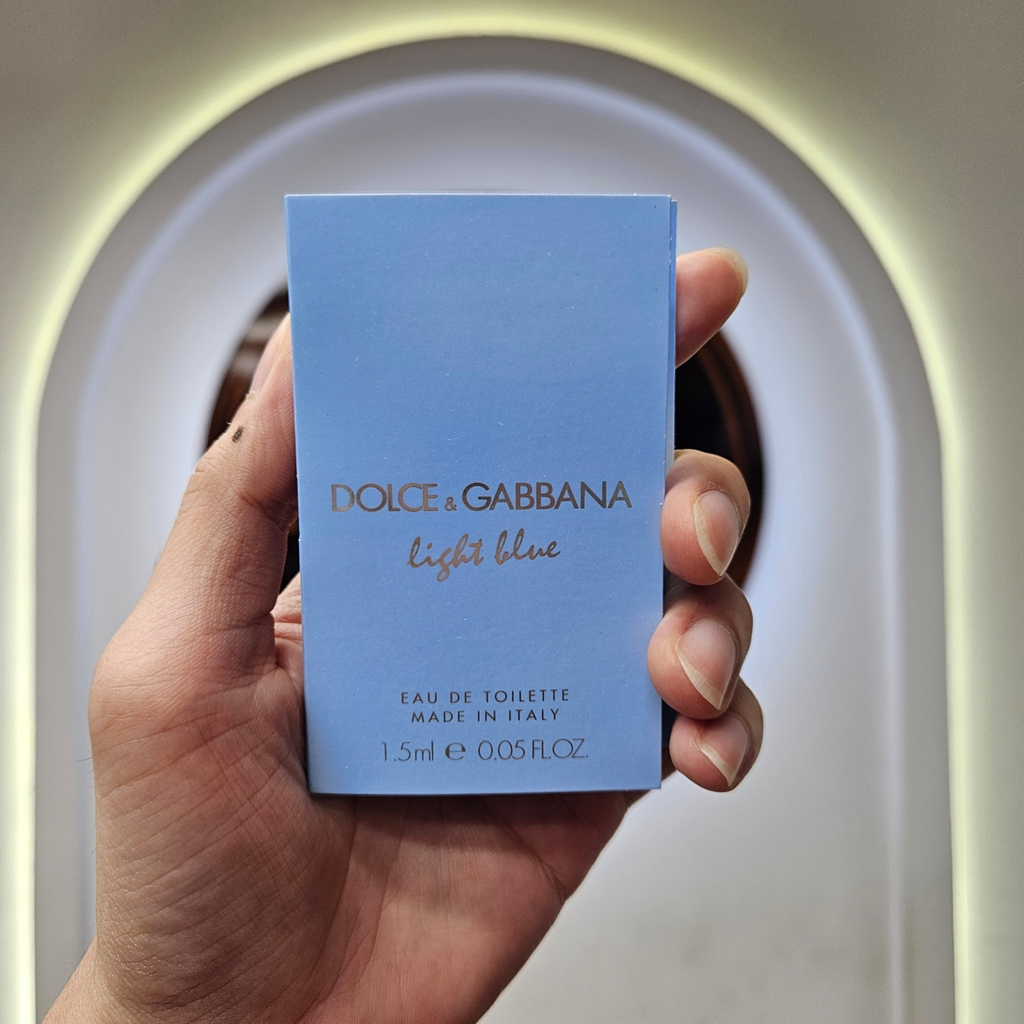 DOLCE & GABBANA
light blue
EAU DE TOILETTE
MADE IN ITALY
1.5ml ℮ 0.05 FL.OZ.